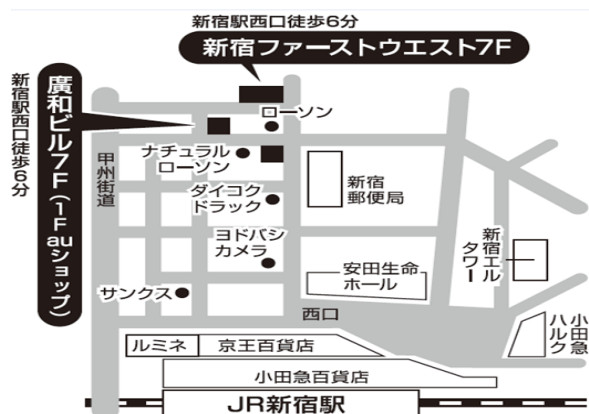 新宿駅西口徒歩6分
新宿ファーストウエスト7F
新宿駅西口徒歩6分
廣和ビル7F(1F auショップ)
甲州街道
ローソン
ナチュラル
ローソン
ダイコク
ドラック
新宿
郵便局
ヨドバシ
カメラ
新宿エル
タワー
安田生命
ホール
サンクス
西口
小田急
ハルク
ルミネ
京王百貨店
小田急百貨店
JR新宿駅